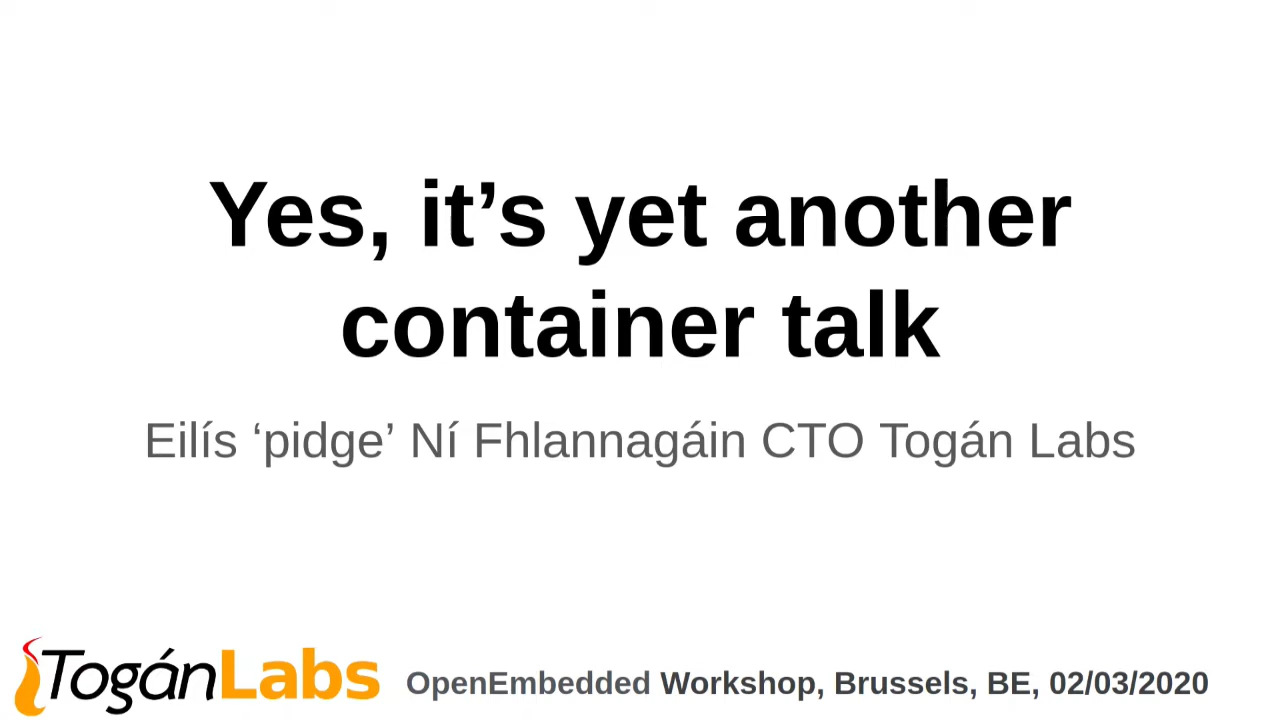 Yes, it’s yet another
container talk
Eilís ‘pidge’ Ní Fhlannagáin CTO Togán Labs
TogánLabs
OpenEmbedded Workshop, Brussels, BE, 02/03/2020